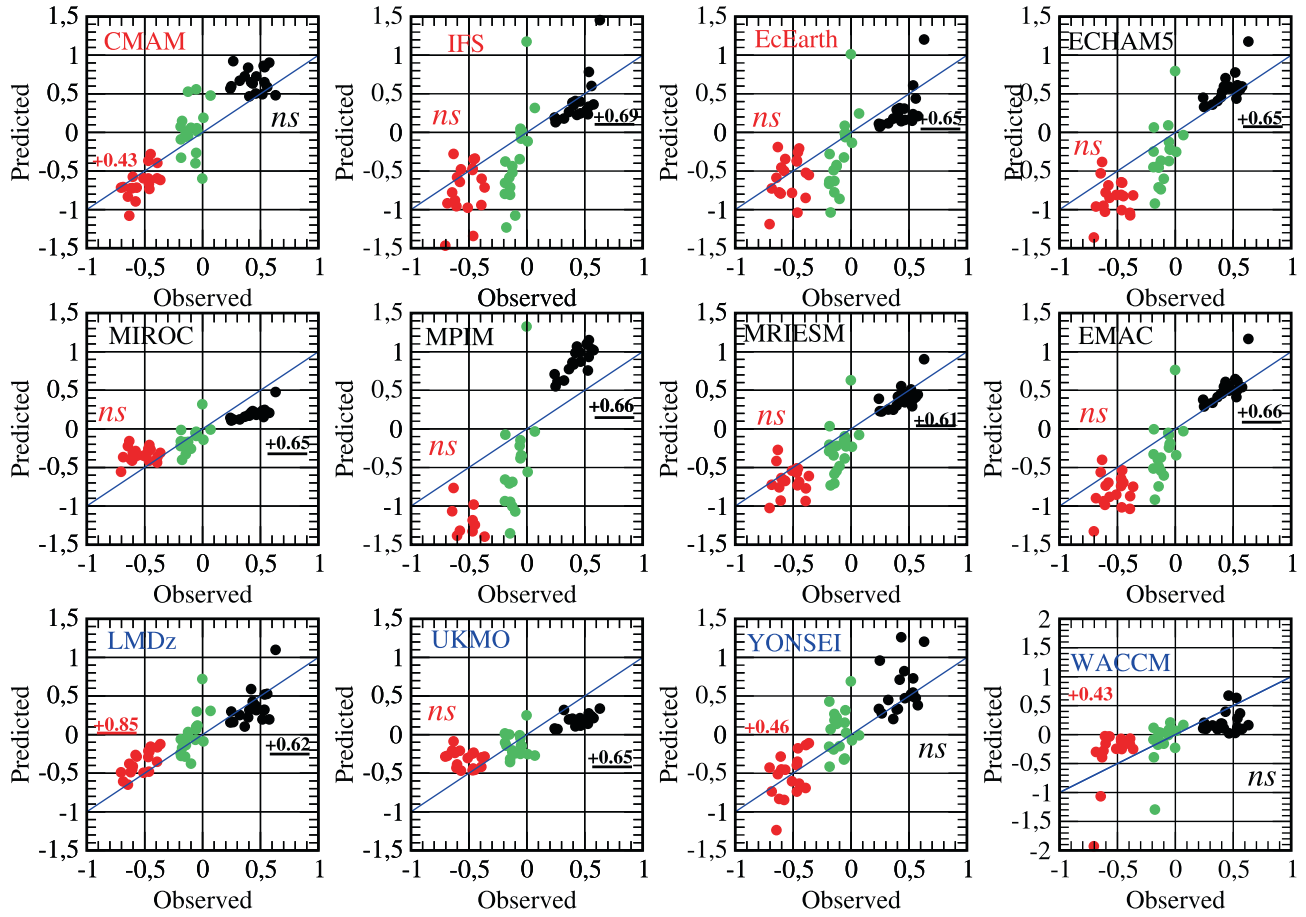 1,5
CMAM
1
0,5
ns
0
+0.43
-0,5
-1
-1,5
-1 -0,5 0 0,5 1
Predicted
Observed
1,5
IFS
1
0,5
ns
+0.69
0
-0,5
-1
-1,5
-1 -0,5 0 0,5 1
Predicted
Observed
1,5
EcEarth
1
0,5
ns
+0.65
0
-0,5
-1
-1,5
-1 -0,5 0 0,5 1
Predicted
Observed
1,5
ECHAM5
1
0,5
+0.65
0
ns
-0,5
-1
-1,5
-1 -0,5 0 0,5 1
Predicted
Observed
1,5
MIROC
1
0,5
ns
0
+0.65
-0,5
-1
-1,5
-1 -0,5 0 0,5 1
Predicted
Observed
1,5
MPIM
1
0,5
+0.66
0
ns
-0,5
-1
-1,5
-1 -0,5 0 0,5 1
Predicted
Observed
1,5
MRIESM
1
0,5
ns
+0.61
0
-0,5
-1
-1,5
-1 -0,5 0 0,5 1
Predicted
Observed
1,5
EMAC
1
0,5
ns
+0.66
0
-0,5
-1
-1,5
-1 -0,5 0 0,5 1
Predicted
Observed
1,5
LMDz
1
0,5
+0.85
0
+0.62
-0,5
-1
-1,5
-1 -0,5 0 0,5 1
Predicted
Observed
1,5
UKMO
1
0,5
ns
0
+0.65
-0,5
-1
-1,5
-1 -0,5 0 0,5 1
Predicted
Observed
1,5
YONSEI
1
0,5
+0.46
0
ns
-0,5
-1
-1,5
-1 -0,5 0 0,5 1
Predicted
Observed
2
1,5
WACCM
1
+0.43
0,5
0
ns
-0,5
-1
-1,5
-2
-1 -0,5 0 0,5 1
Predicted
Observed